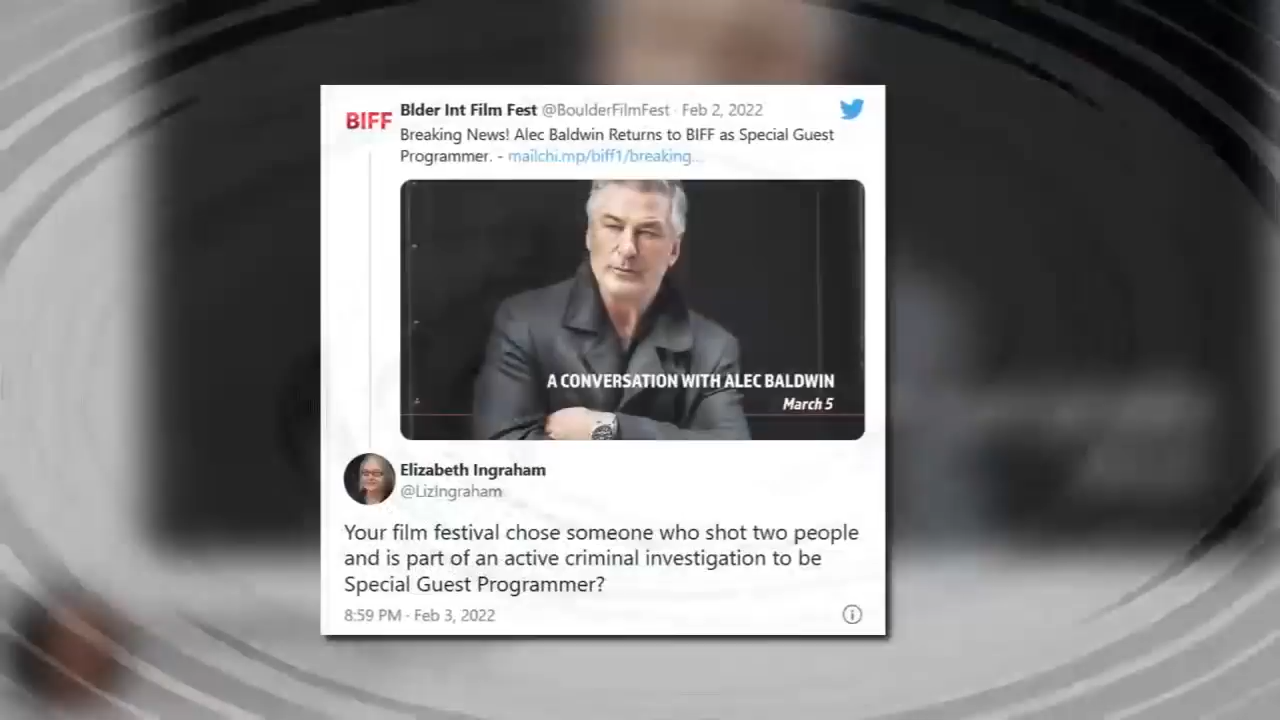 BIFF
Blder Int Film Fest @BoulderFilmFest · Feb 2, 2022
Breaking News! Alec Baldwin Returns to BIFF as Special Guest
Programmer. - mailchi.mp/biff1/breaking...
A CONVERSATION WITH ALEC BALDWIN
March 5
Elizabeth Ingraham
@LizIngraham
Your film festival chose someone who shot two people
and is part of an active criminal investigation to be
Special Guest Programmer?
8:59 PM · Feb 3, 2022